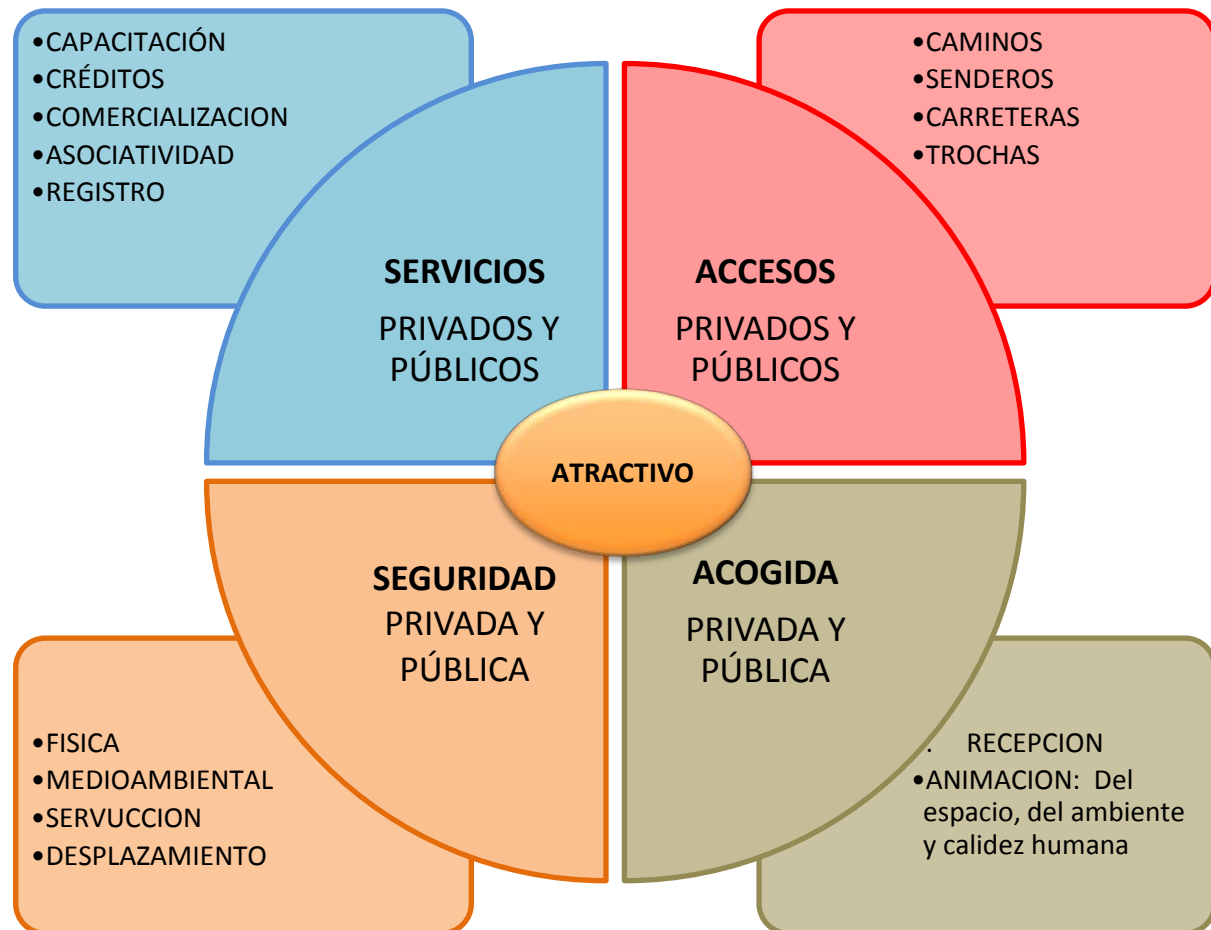 •CAPACITACIÓN
•CRÉDITOS
•COMERCIALIZACION
•ASOCIATIVIDAD
•REGISTRO
•CAMINOS
•SENDEROS
•CARRETERAS
•TROCHAS
SERVICIOS
PRIVADOS Y
PÚBLICOS
ACCESOS
PRIVADOS Y
PÚBLICOS
ATRACTIVO
SEGURIDAD
PRIVADA Y
PÚBLICA
ACOGIDA
PRIVADA Y
PÚBLICA
•FISICA
•MEDIOAMBIENTAL
•SERVUCCION
•DESPLAZAMIENTO
. RECEPCION
•ANIMACION: Del
espacio, del ambiente
y calidez humana